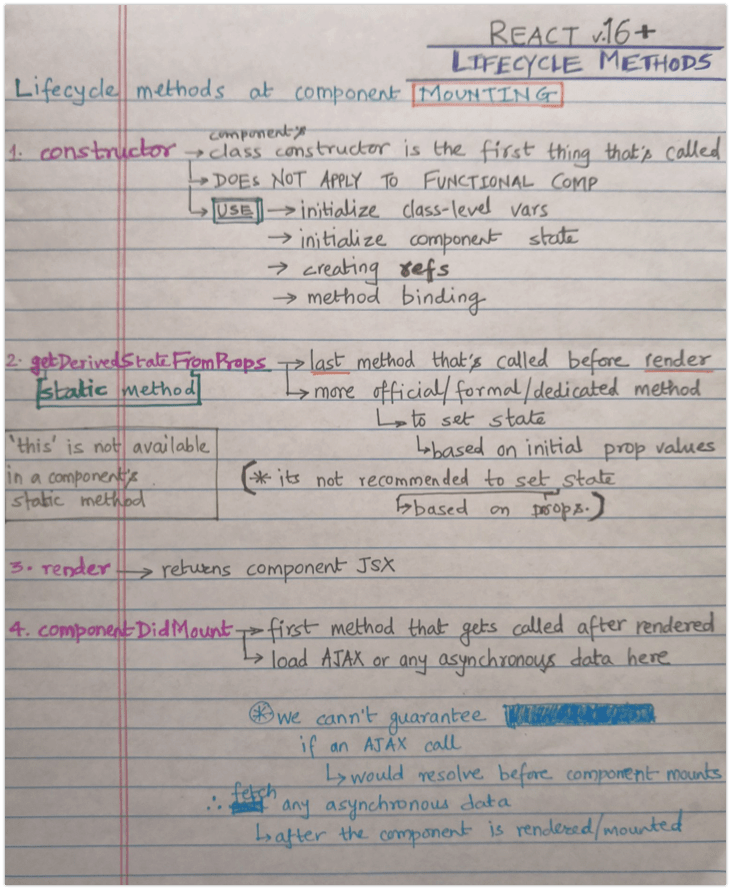 REACT v.16+
LIFECYCLE METHODS
Lifecycle methods at component MOUNTING
component's
1. constructor → class constructor is the first thing that's called
↳ DOES NOT APPLY TO FUNCTIONAL COMP
↳ USE → initialize class-level vars
→ initialize component state
→ creating refs
→ method binding
2. getDerivedStateFromProps → last method that's called before render
static method ↳ more official/formal/dedicated method
↳ to set state
'this' is not available ↳ based on initial prop values
in a component's (* its not recommended to set state
static method ↳ based on props.)
3. render → returns component JSX
4. componentDidMount → first method that gets called after rendered
↳ load AJAX or any asynchronous data here
* we cann't guarantee
if an AJAX call
↳ would resolve before component mounts
∴ fetch any asynchronous data
↳ after the component is rendered/mounted